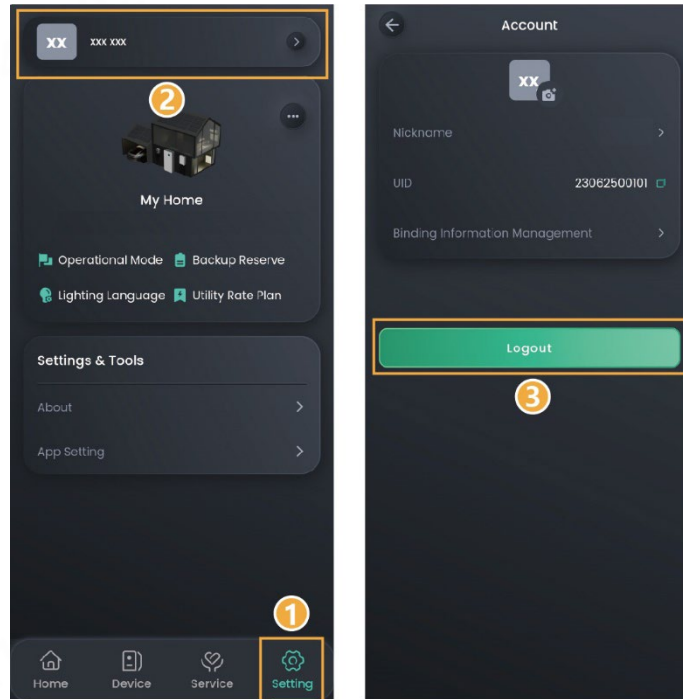 XX xxx xxx
2
My Home
Operational Mode Backup Reserve
Lighting Language Utility Rate Plan
Settings & Tools
About
App Setting
1
Home Device Service Setting
Account
XX
Nickname
UID 23062500101
Binding Information Management
Logout
3